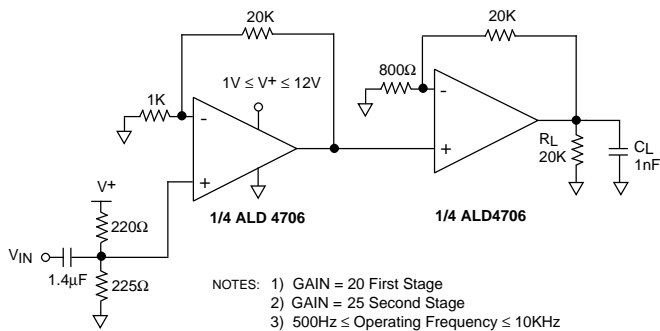 20K
20K
1V ≤ V+ ≤ 12V
800Ω
1K
-
-
+
+
RL
20K
CL
1nF
1/4 ALD 4706
1/4 ALD4706
V+
220Ω
VIN
1.4µF
225Ω
NOTES: 1) GAIN = 20 First Stage
2) GAIN = 25 Second Stage
3) 500Hz ≤ Operating Frequency ≤ 10KHz